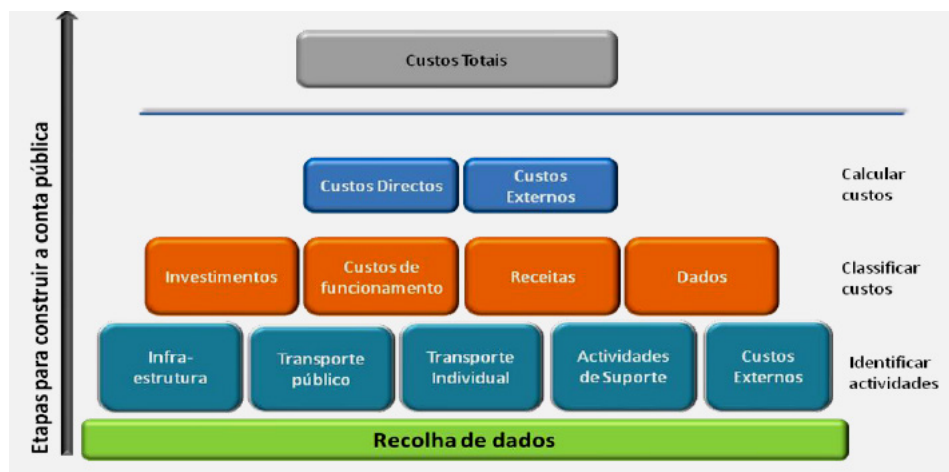 Custos Totais
Etapas para construir a conta pública
Custos Directos
Custos
Externos
Calcular
custos
Investimentos
Custos de
funcionamento
Receitas
Dados
Classificar
custos
Infra-
estrutura
Transporte
público
Transporte
Individual
Actividades
de Suporte
Custos
Externos
Identificar
actividades
Recolha de dados